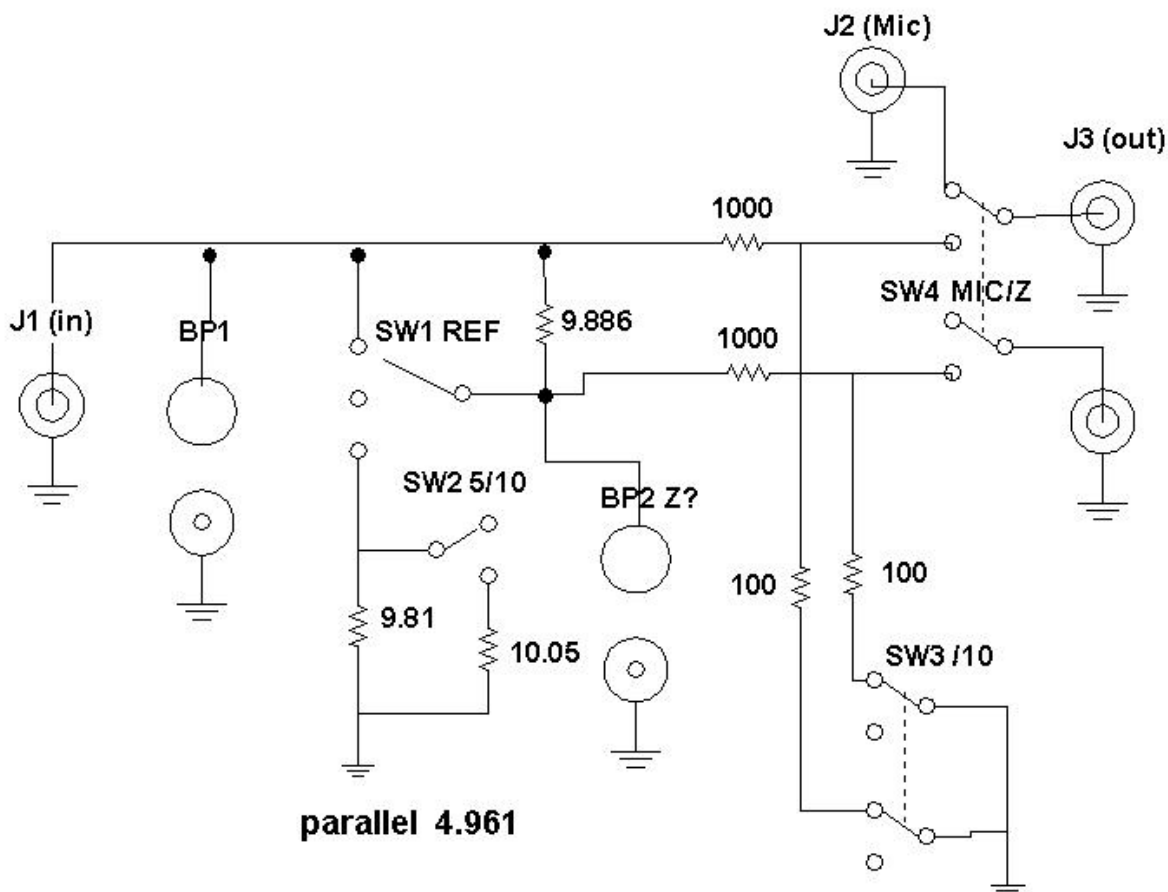 J2 (Mic)
J3 (out)
1000
J1 (in)
BP1
SW1 REF
9.886
SW4 MIC/Z
1000
SW2 5/10
BP2 Z?
9.81
10.05
100
100
SW3 /10
parallel 4.961